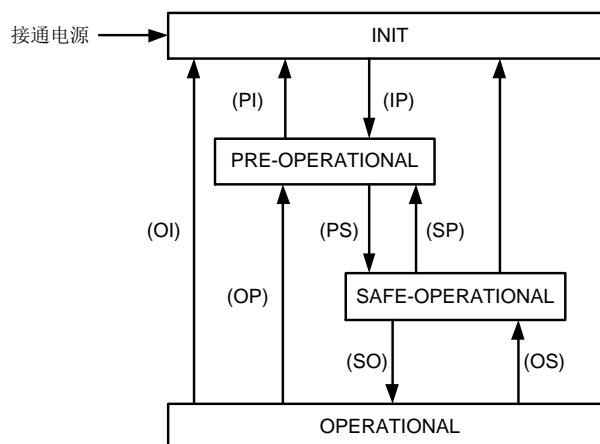 接通电源
INIT
(PI)
(IP)
PRE-OPERATIONAL
(OI)
(PS)
(SP)
(OP)
SAFE-OPERATIONAL
(SO)
(OS)
OPERATIONAL